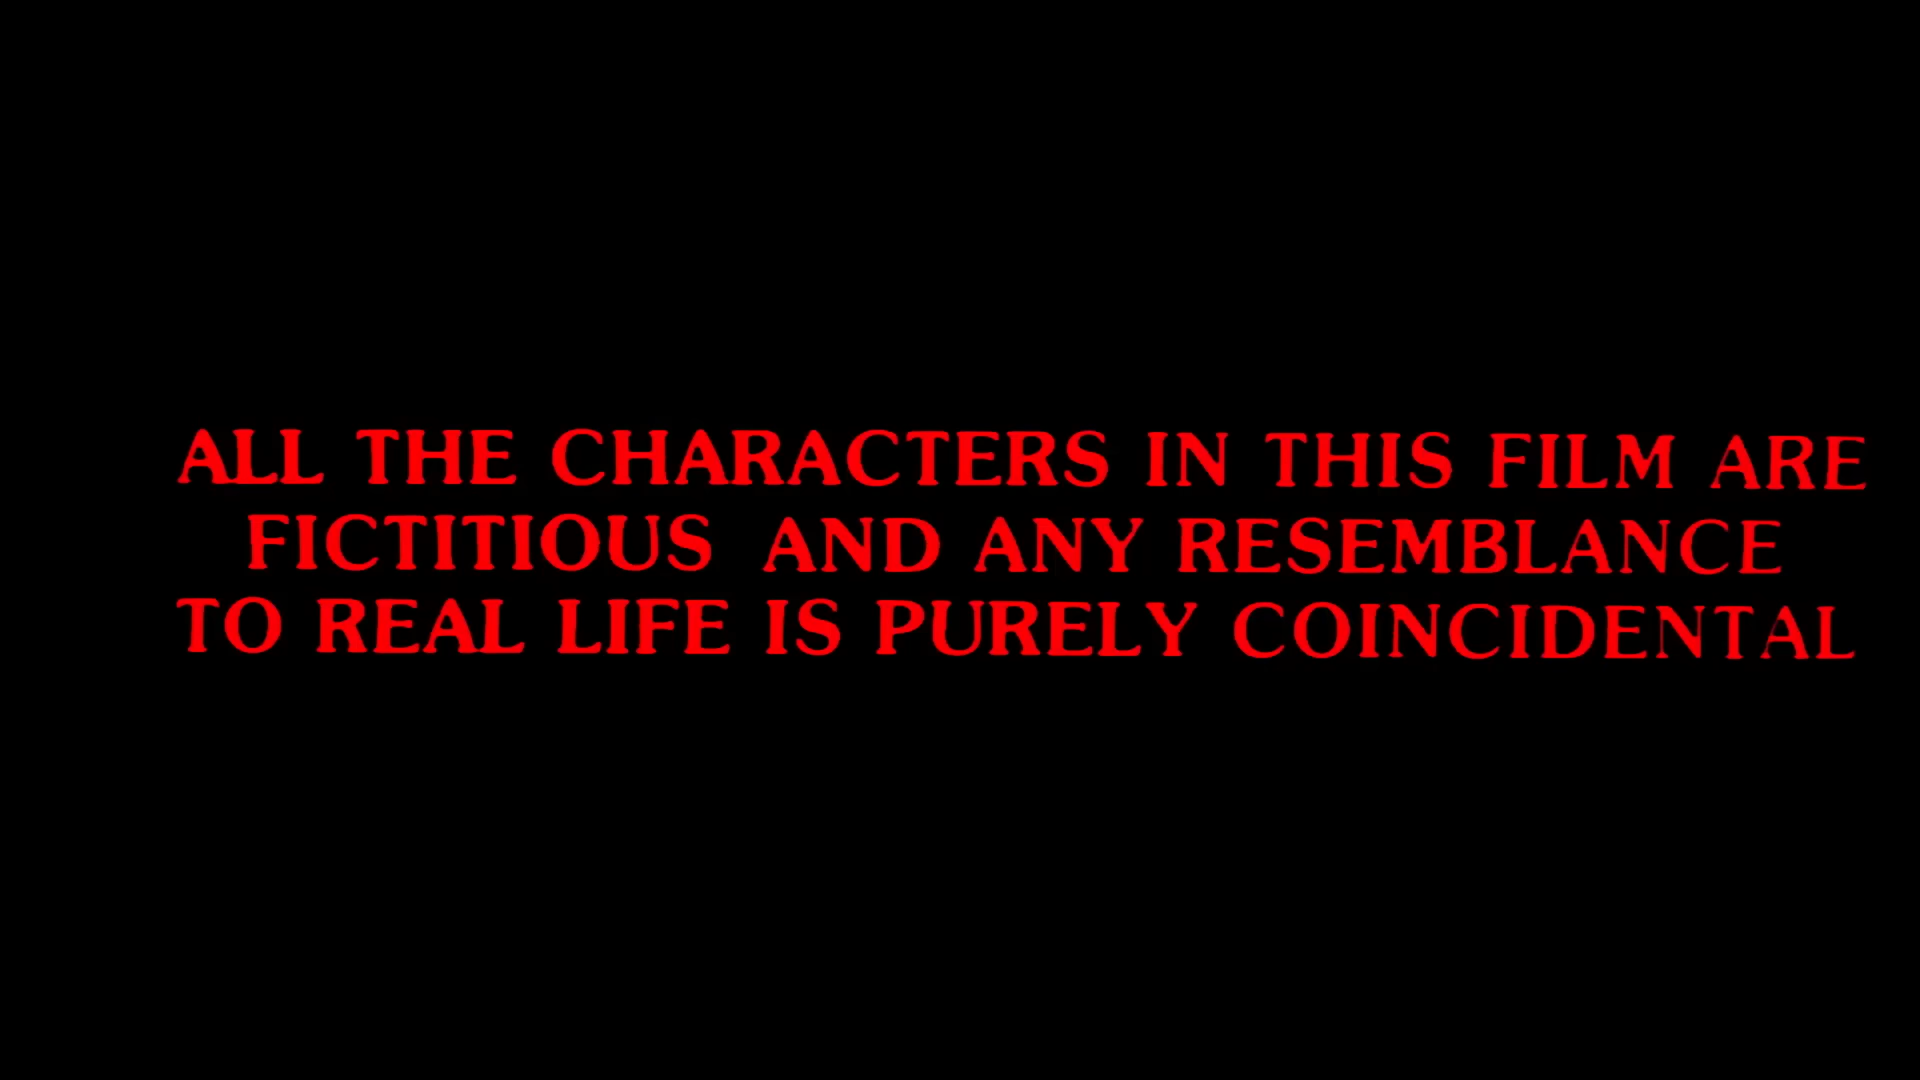 ALL THE CHARACTERS IN THIS FILM ARE
FICTITIOUS AND ANY RESEMBLANCE
TO REAL LIFE IS PURELY COINCIDENTAL